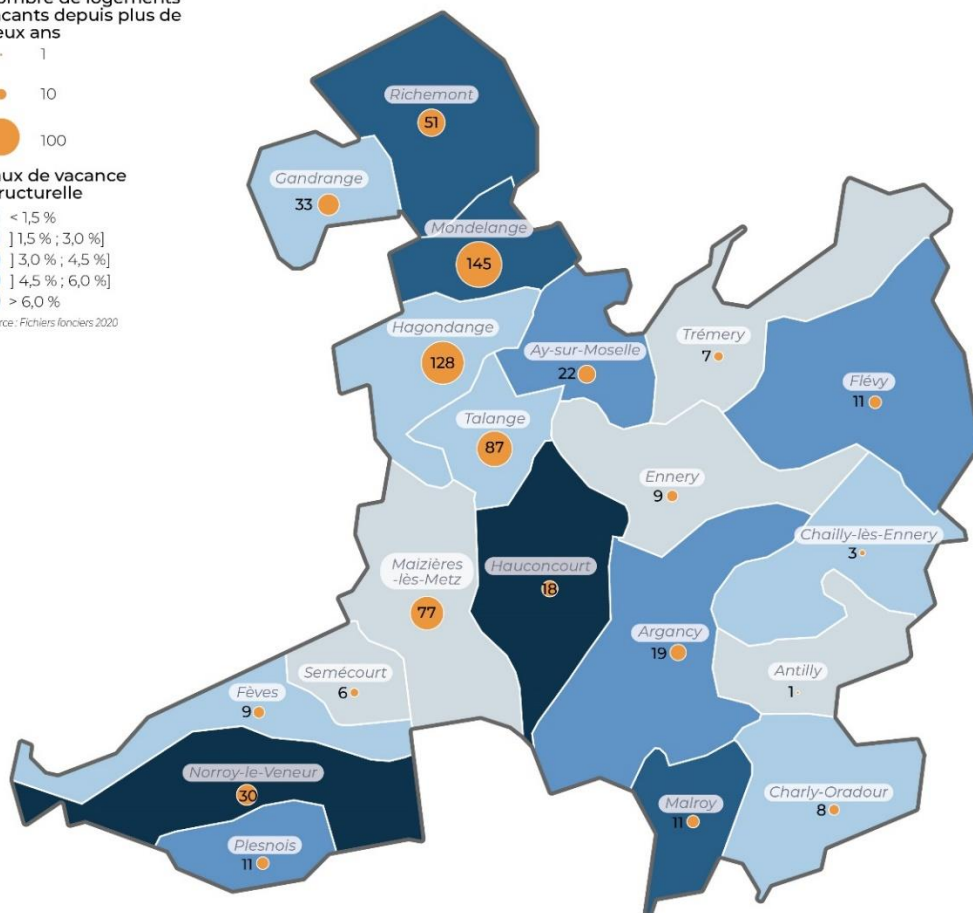 ombre de logements
acants depuis plus de
eux ans
1
10
100
aux de vacance
ructurelle
< 1,5 %
] 1,5 % ; 3,0 %]
] 3,0 % ; 4,5 %]
] 4,5 % ; 6,0 %]
> 6,0 %
rce : Fichiers fonciers 2020
Richemont
51
Gandrange
33
Mondelange
145
Hagondange
128
Ay-sur-Moselle
22
Trémery
7
Flévy
11
Talange
87
Ennery
9
Chailly-lès-Ennery
3
Maizières
-lès-Metz
77
Hauconcourt
18
Argancy
19
Antilly
1
Semécourt
6
Fèves
9
Norroy-le-Veneur
30
Malroy
11
Charly-Oradour
8
Plesnois
11